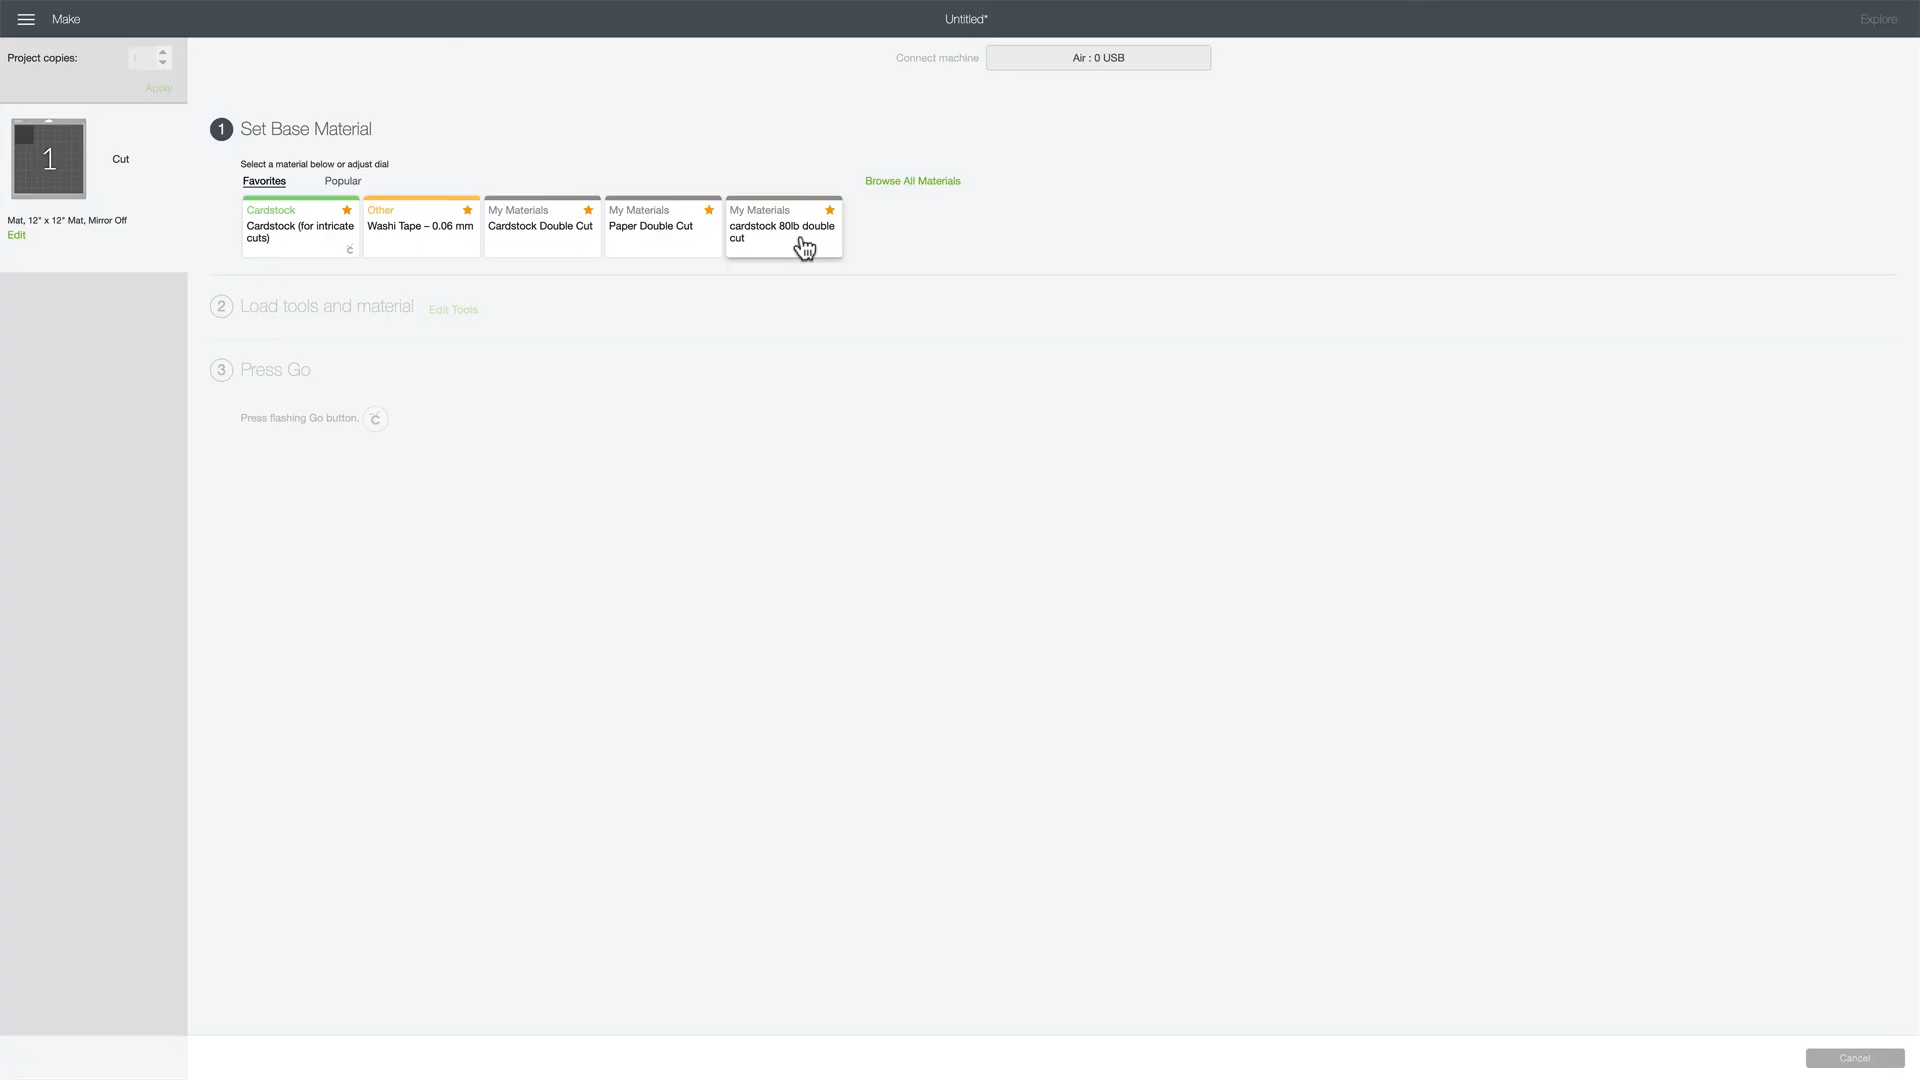 Make
Untitled*
Explore
Project copies:
1
Apply
Connect machine
Air : 0 USB
1
Cut
Mat, 12" x 12" Mat, Mirror Off
Edit
1 Set Base Material
Select a material below or adjust dial
Favorites
Popular
Browse All Materials
Cardstock
Cardstock (for intricate
cuts)
Other
Washi Tape – 0.06 mm
My Materials
Cardstock Double Cut
My Materials
Paper Double Cut
My Materials
cardstock 80lb double
cut
2 Load tools and material
Edit Tools
3 Press Go
Press flashing Go button.
Cancel